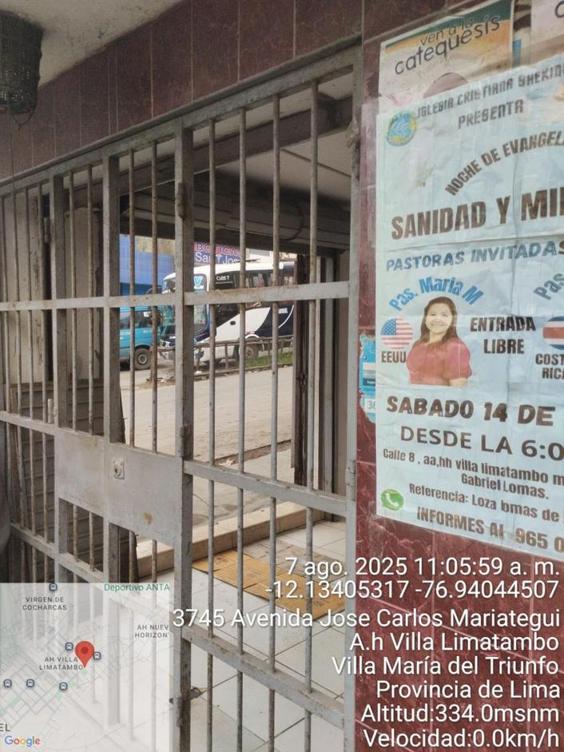 ven a la
catequesis
IGLESIA CRISTIANA
PRESENTA
NOCHE DE
SANIDAD Y
PASTORAS INVITADAS
Pas. Maria M
ENTRADA
LIBRE
EEUU
SABADO 14 DE
DESDE LA 6:0
Calle 8 , aa,hh villa limatambo
Gabriel Lomas.
Referencia: Loza lomas de
INFORMES Al 965
7 ago. 2025 11:05:59 a. m.
-12.13405317 -76.94044507
3745 Avenida Jose Carlos Mariategui
A.h Villa Limatambo
Villa María del Triunfo
Provincia de Lima
Altitud:334.0msnm
Velocidad:0.0km/h
Deportivo ANTA
VIRGEN DE
COCHARCAS
AH NUEV
HORIZON
AH VILLA
LIMATAMBO
EL
Google